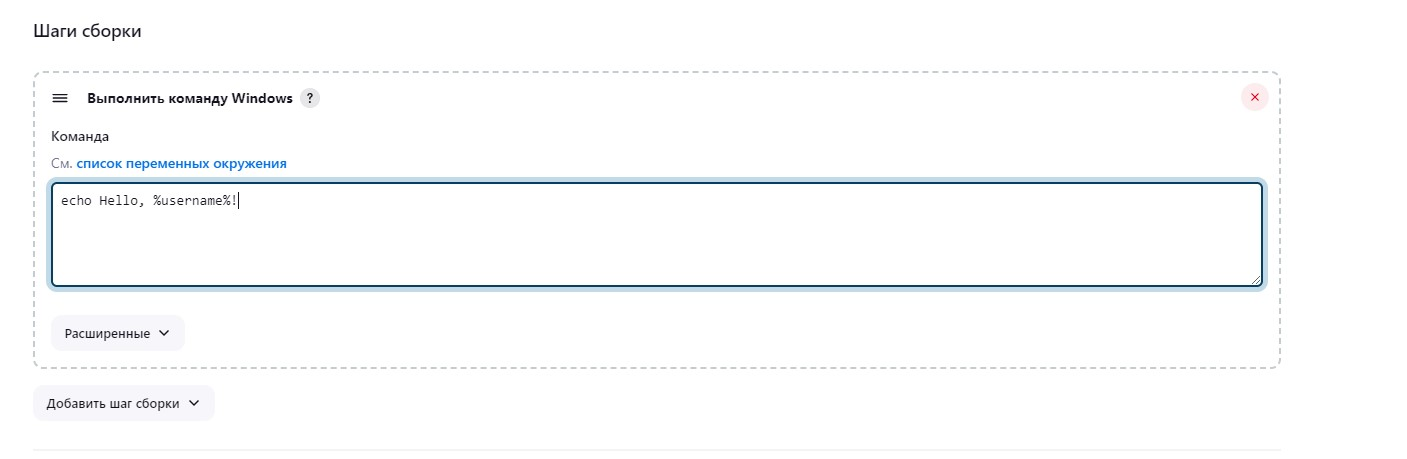 Шаги сборки
Выполнить команду Windows ?
Команда
См. список переменных окружения
echo Hello, %username%!
Расширенные
Добавить шаг сборки